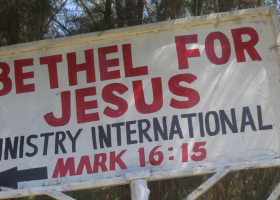 BETHEL FOR
JESUS
INISTRY INTERNATIONAL
MARK 16:15